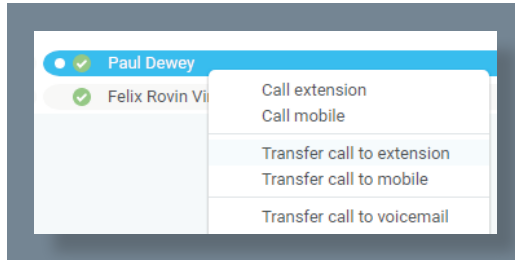 Paul Dewey
Felix Rovin Vi
Call extension
Call mobile
Transfer call to extension
Transfer call to mobile
Transfer call to voicemail